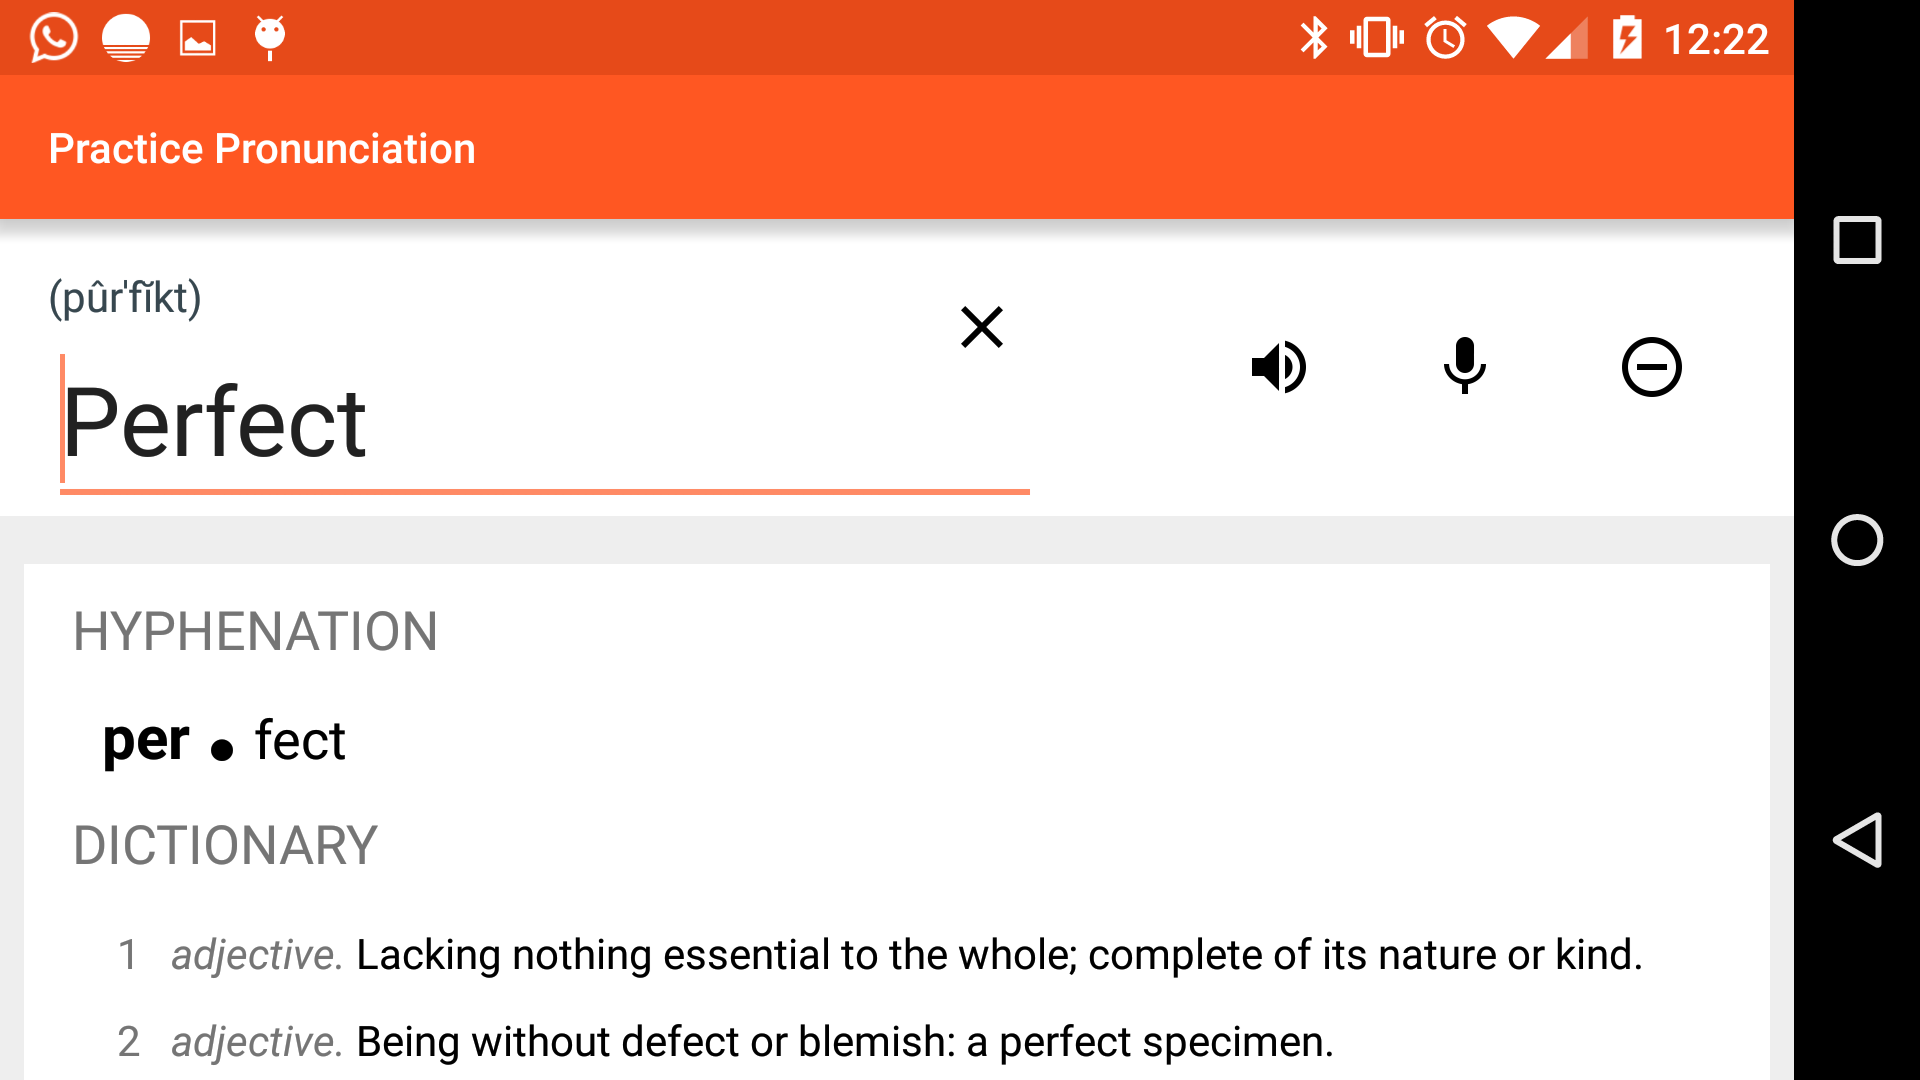 12:22
Practice Pronunciation
(pûr'fĭkt)
Perfect
HYPHENATION
per • fect
DICTIONARY
1 adjective. Lacking nothing essential to the whole; complete of its nature or kind.
2 adjective. Being without defect or blemish: a perfect specimen.